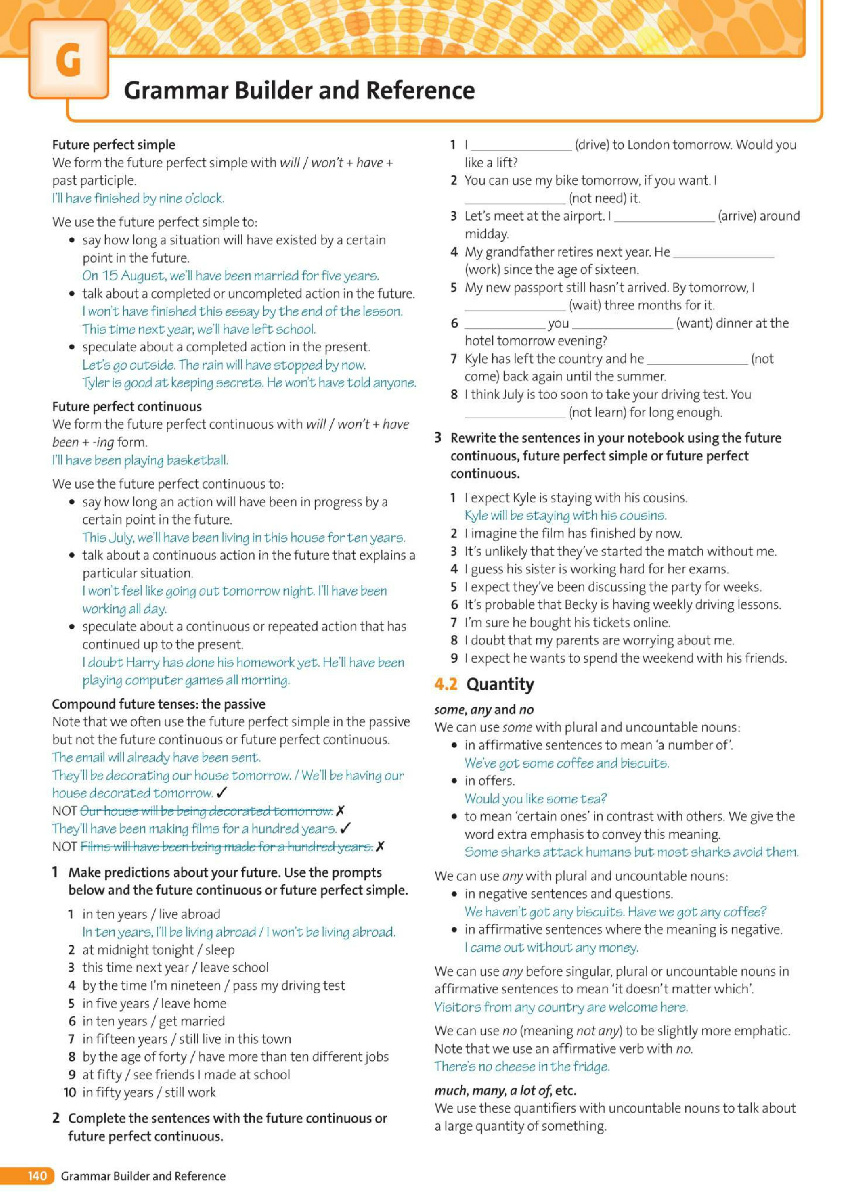 G
Grammar Builder and Reference
Future perfect simple
We form the future perfect simple with will / won't + have +
past participle.
I'll have finished by nine o'clock.
We use the future perfect simple to:
• say how long a situation will have existed by a certain
point in the future.
On 15 August, we'll have been married for five years.
• talk about a completed or uncompleted action in the future.
I won't have finished this essay by the end of the lesson.
This time next year, we'll have left school.
• speculate about a completed action in the present.
Let's go outside. The rain will have stopped by now.
Tyler is good at keeping secrets. He won't have told anyone.
Future perfect continuous
We form the future perfect continuous with will / won't + have
been + -ing form.
I'll have been playing basketball.
We use the future perfect continuous to:
• say how long an action will have been in progress by a
certain point in the future.
This July, we'll have been living in this house for ten years.
• talk about a continuous action in the future that explains a
particular situation.
I won't feel like going out tomorrow night. I'll have been
working all day.
• speculate about a continuous or repeated action that has
continued up to the present.
I doubt Harry has done his homework yet. He'll have been
playing computer games all morning.
Compound future tenses: the passive
Note that we often use the future perfect simple in the passive
but not the future continuous or future perfect continuous.
The email will already have been sent.
They'll be decorating our house tomorrow. / We'll be having our
house decorated tomorrow. ✓
NOT Our house will be being decorated tomorrow. ✗
They'll have been making films for a hundred years. ✓
NOT Films will have been being made for a hundred years. ✗
1 Make predictions about your future. Use the prompts
below and the future continuous or future perfect simple.
1 in ten years / live abroad
In ten years, I'll be living abroad / I won't be living abroad.
2 at midnight tonight / sleep
3 this time next year / leave school
4 by the time I'm nineteen / pass my driving test
5 in five years / leave home
6 in ten years / get married
7 in fifteen years / still live in this town
8 by the age of forty / have more than ten different jobs
9 at fifty / see friends I made at school
10 in fifty years / still work
2 Complete the sentences with the future continuous or
future perfect continuous.
1 I ______________ (drive) to London tomorrow. Would you
like a lift?
2 You can use my bike tomorrow, if you want. I
______________ (not need) it.
3 Let's meet at the airport. I ______________ (arrive) around
midday.
4 My grandfather retires next year. He ______________
(work) since the age of sixteen.
5 My new passport still hasn't arrived. By tomorrow, I
______________ (wait) three months for it.
6 ___________ you ______________ (want) dinner at the
hotel tomorrow evening?
7 Kyle has left the country and he ______________ (not
come) back again until the summer.
8 I think July is too soon to take your driving test. You
______________ (not learn) for long enough.
3 Rewrite the sentences in your notebook using the future
continuous, future perfect simple or future perfect
continuous.
1 I expect Kyle is staying with his cousins.
Kyle will be staying with his cousins.
2 I imagine the film has finished by now.
3 It's unlikely that they've started the match without me.
4 I guess his sister is working hard for her exams.
5 I expect they've been discussing the party for weeks.
6 It's probable that Becky is having weekly driving lessons.
7 I'm sure he bought his tickets online.
8 I doubt that my parents are worrying about me.
9 I expect he wants to spend the weekend with his friends.
4.2 Quantity
some, any and no
We can use some with plural and uncountable nouns:
• in affirmative sentences to mean 'a number of'.
We've got some coffee and biscuits.
• in offers.
Would you like some tea?
• to mean 'certain ones' in contrast with others. We give the
word extra emphasis to convey this meaning.
Some sharks attack humans but most sharks avoid them.
We can use any with plural and uncountable nouns:
• in negative sentences and questions.
We haven't got any biscuits. Have we got any coffee?
• in affirmative sentences where the meaning is negative.
I came out without any money.
We can use any before singular, plural or uncountable nouns in
affirmative sentences to mean 'it doesn't matter which'.
Visitors from any country are welcome here.
We can use no (meaning not any) to be slightly more emphatic.
Note that we use an affirmative verb with no.
There's no cheese in the fridge.
much, many, a lot of, etc.
We use these quantifiers with uncountable nouns to talk about
a large quantity of something.
140 Grammar Builder and Reference